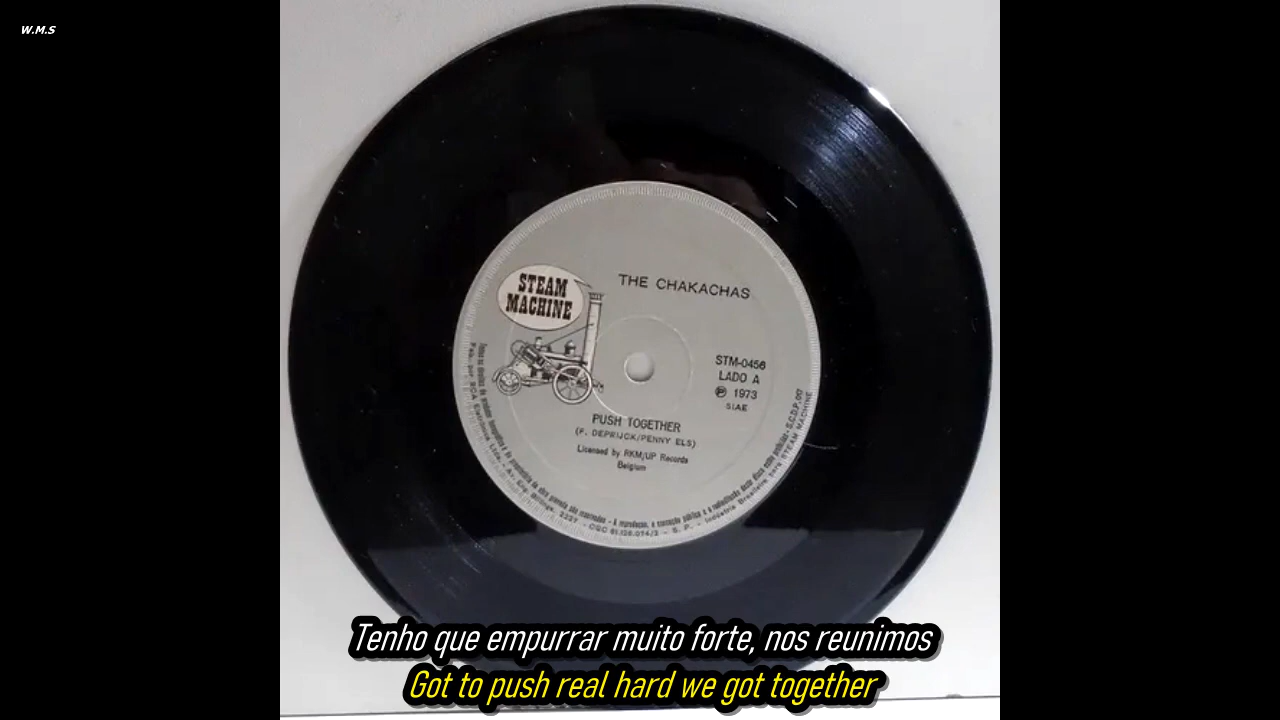 W.M.S
STEAM
MACHINE
THE CHAKACHAS
STM-0456
LADO A
℗ 1973
SIAE
PUSH TOGETHER
(F. DEPRIJCK/PENNY ELS)
Licensed by RKM/UP Records
Belgium
Tenho que empurrar muito forte, nos reunimos
Got to push real hard we got together